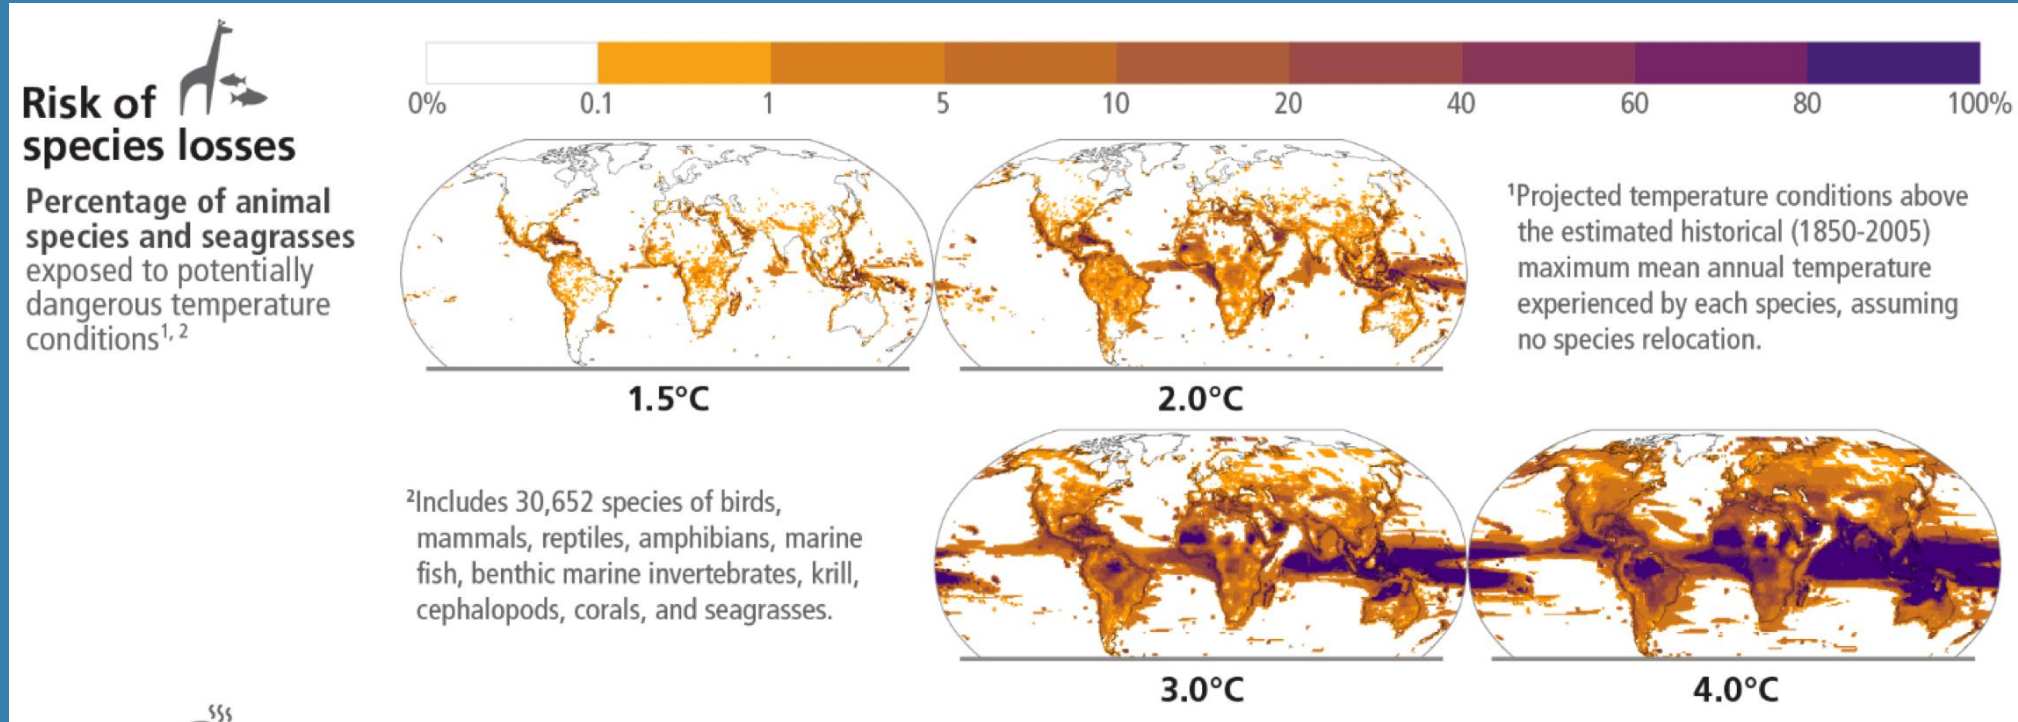 Risk of
species losses
Percentage of animal
species and seagrasses
exposed to potentially
dangerous temperature
conditions¹, ²
0%
0.1
1
5
10
20
40
60
80
100%
¹Projected temperature conditions above
the estimated historical (1850-2005)
maximum mean annual temperature
experienced by each species, assuming
no species relocation.
1.5°C
2.0°C
²Includes 30,652 species of birds,
mammals, reptiles, amphibians, marine
fish, benthic marine invertebrates, krill,
cephalopods, corals, and seagrasses.
3.0°C
4.0°C